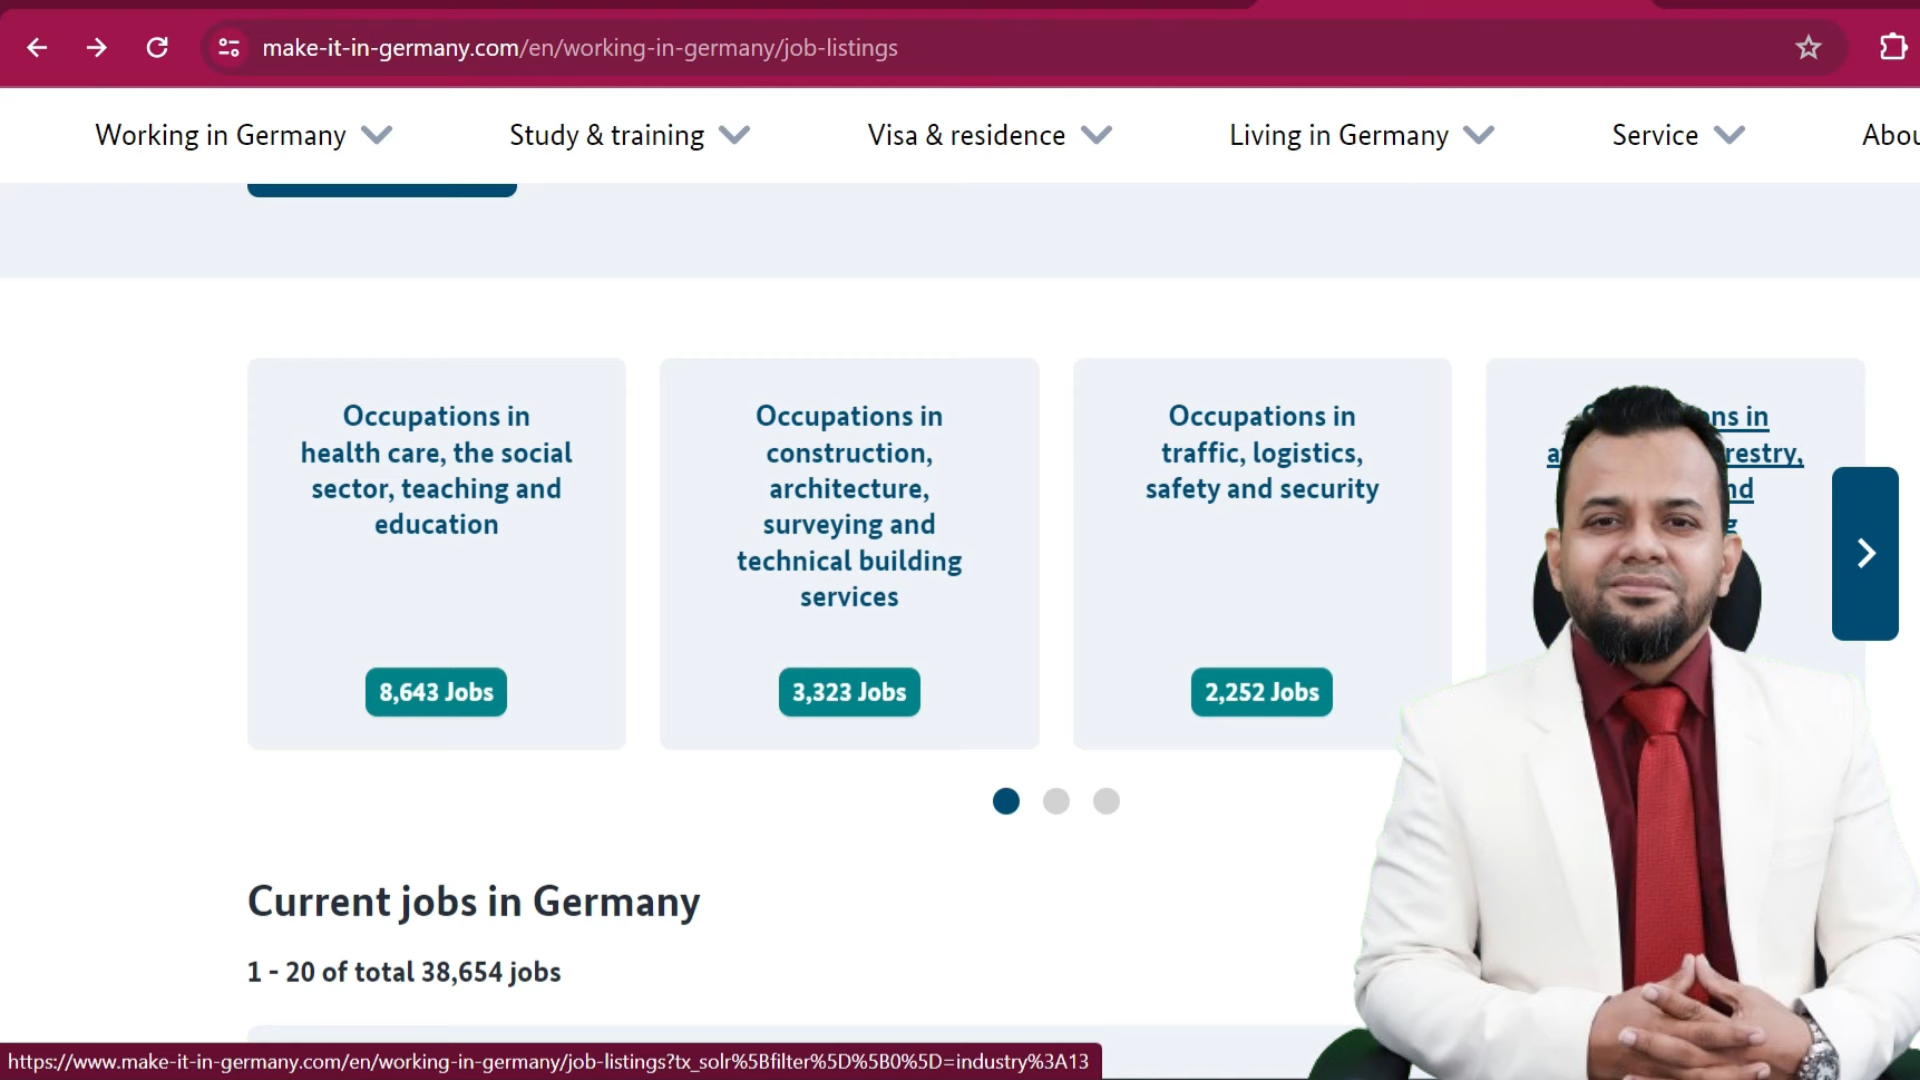 make-it-in-germany.com/en/working-in-germany/job-listings
Working in Germany
Study & training
Visa & residence
Living in Germany
Service
Occupations in
health care, the social
sector, teaching and
education
8,643 Jobs
Occupations in
construction,
architecture,
surveying and
technical building
services
3,323 Jobs
Occupations in
traffic, logistics,
safety and security
2,252 Jobs
in
Current jobs in Germany
1 - 20 of total 38,654 jobs
https://www.make-it-in-germany.com/en/working-in-germany/job-listings?tx_solr%5Bfilter%5D%5B0%5D=industry%3A13